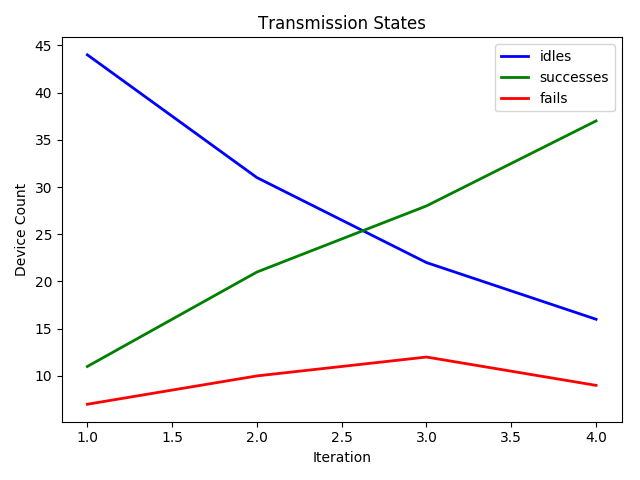 Transmission States
idles
successes
fails
Device Count
45
40
35
30
25
20
15
10
1.0 1.5 2.0 2.5 3.0 3.5 4.0
Iteration